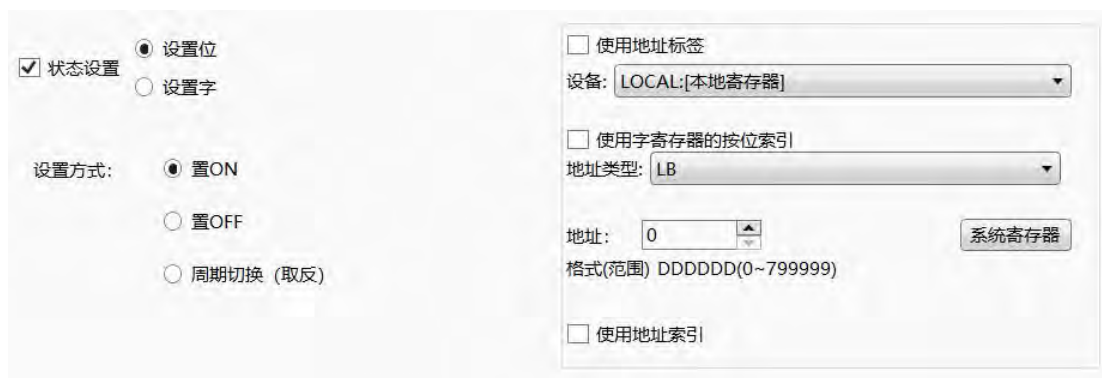 状态设置
设置位
设置字
设置方式:
置ON
置OFF
周期切换 (取反)
使用地址标签
设备: LOCAL:[本地寄存器]
使用字寄存器的按位索引
地址类型: LB
地址: 0
系统寄存器
格式(范围) DDDDDD(0~799999)
使用地址索引